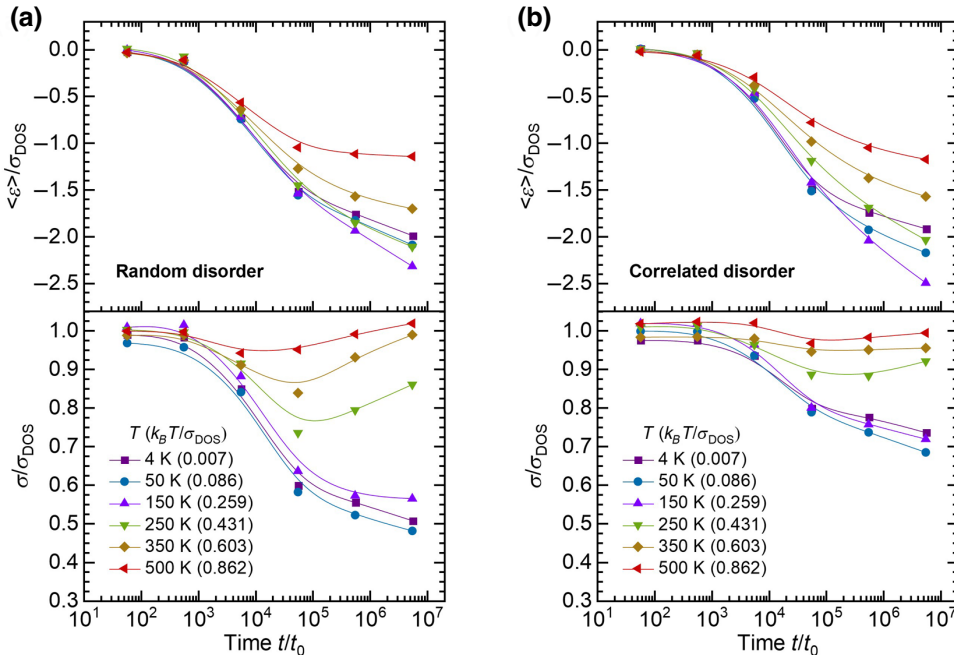 (a)
0.0
−0.5
−1.0
−1.5
−2.0
−2.5
<ε>/σDOS
Random disorder
1.0
0.9
0.8
0.7
0.6
0.5
0.4
0.3
σ/σDOS
T (kBT/σDOS)
4 K (0.007)
50 K (0.086)
150 K (0.259)
250 K (0.431)
350 K (0.603)
500 K (0.862)
10¹ 10² 10³ 10⁴ 10⁵ 10⁶ 10⁷
Time t/t₀
(b)
0.0
−0.5
−1.0
−1.5
−2.0
−2.5
<ε>/σDOS
Correlated disorder
1.0
0.9
0.8
0.7
0.6
0.5
0.4
0.3
σ/σDOS
T (kBT/σDOS)
4 K (0.007)
50 K (0.086)
150 K (0.259)
250 K (0.431)
350 K (0.603)
500 K (0.862)
10¹ 10² 10³ 10⁴ 10⁵ 10⁶ 10⁷
Time t/t₀